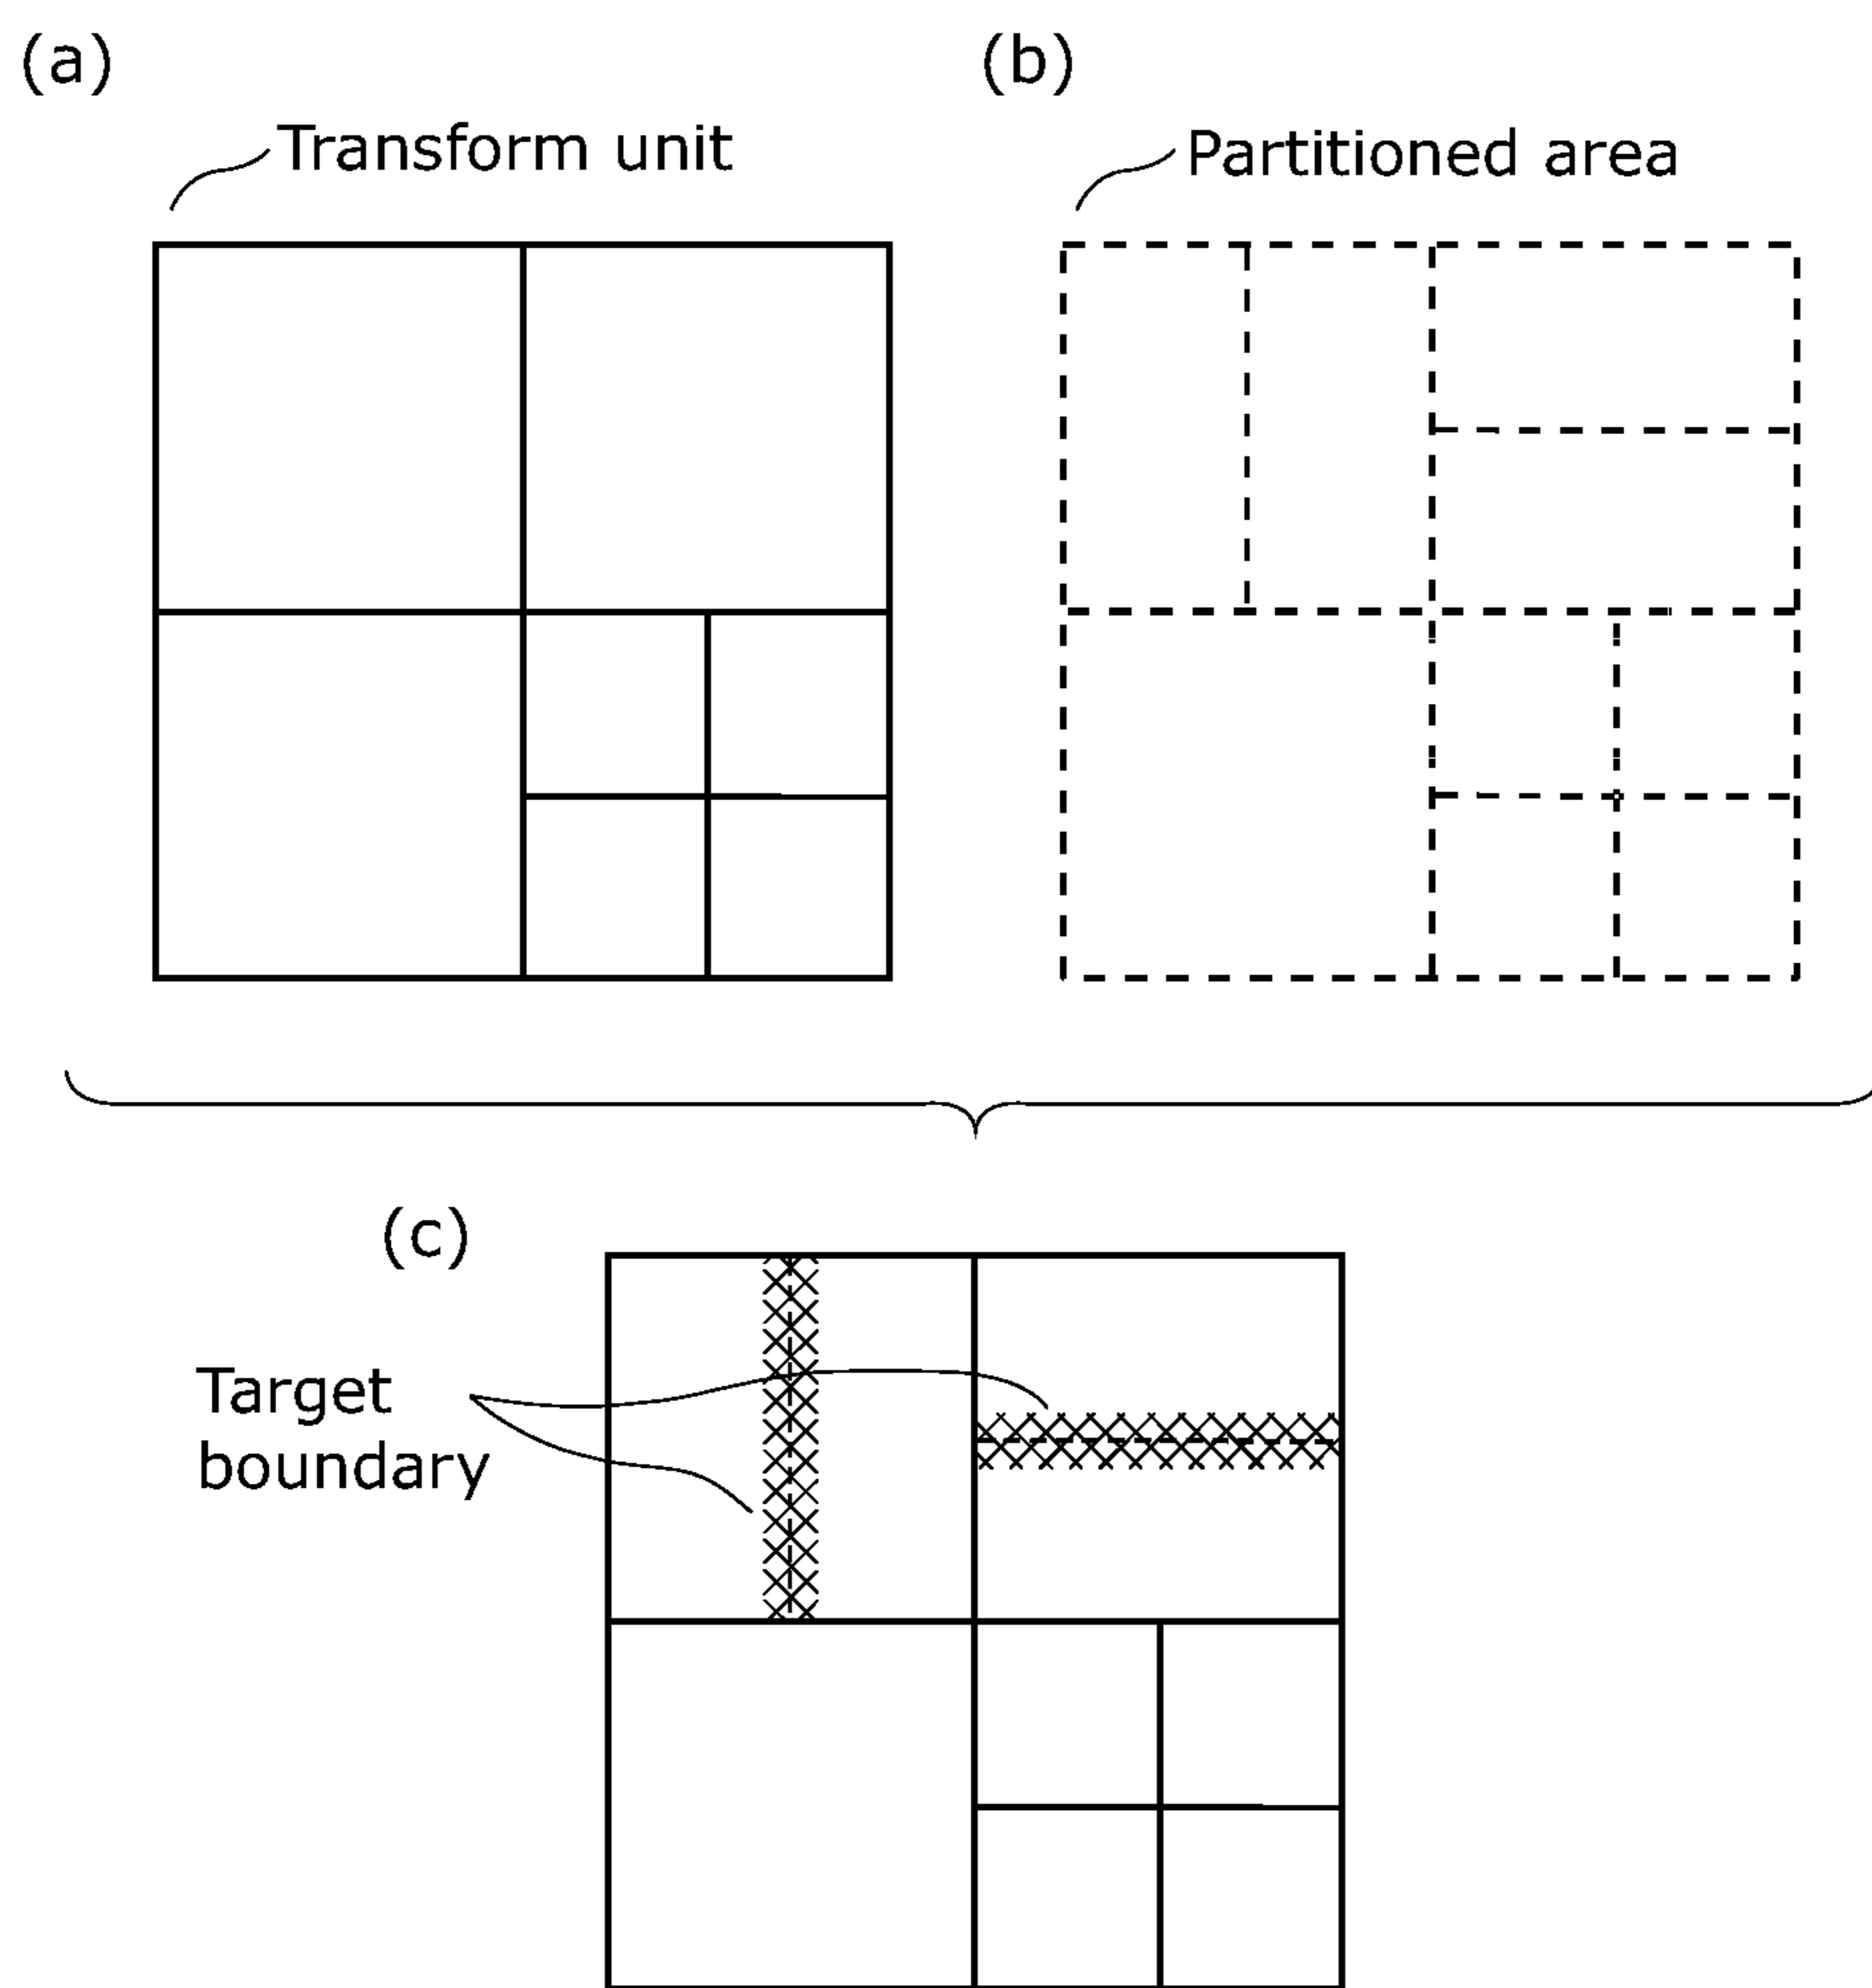 (a)
Transform unit
(b)
Partitioned area
(c)
Target
boundary